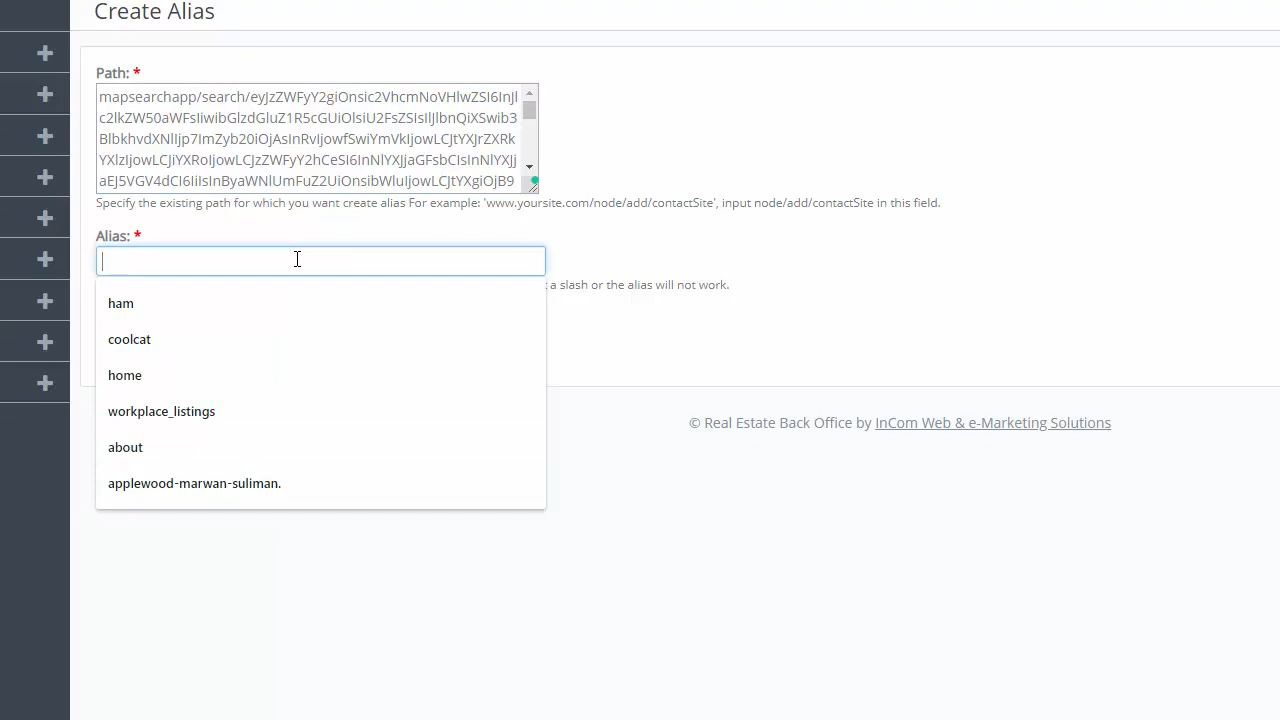 Create Alias
Path: *
mapsearchapp/search/eyJzZWFyY2giOnsic2VhcmNoVHlwZSI6InJl
c2lkZW50aWFsIiwibGlzdGluZ1R5cGUiOlsiU2FsZSIsIlJlbnQiXSwib3
BlbkhvdXNlIjp7ImZyb20iOjAsInRvIjowfSwiYmVkIjowLCJtYXJrZXRk
YXlzIjowLCJiYXRoIjowLCJzZWFyY2hCeSI6InNlYXJjaGFsbCIsInNlYXJj
aEJ5VGV4dCI6IiIsInByaWNlUmFuZ2UiOnsibWluIjowLCJtYXgiOjB9
Specify the existing path for which you want create alias For example: 'www.yoursite.com/node/add/contactSite', input node/add/contactSite in this field.
Alias: *
a slash or the alias will not work.
ham
coolcat
home
workplace_listings
about
applewood-marwan-suliman.
© Real Estate Back Office by InCom Web & e-Marketing Solutions